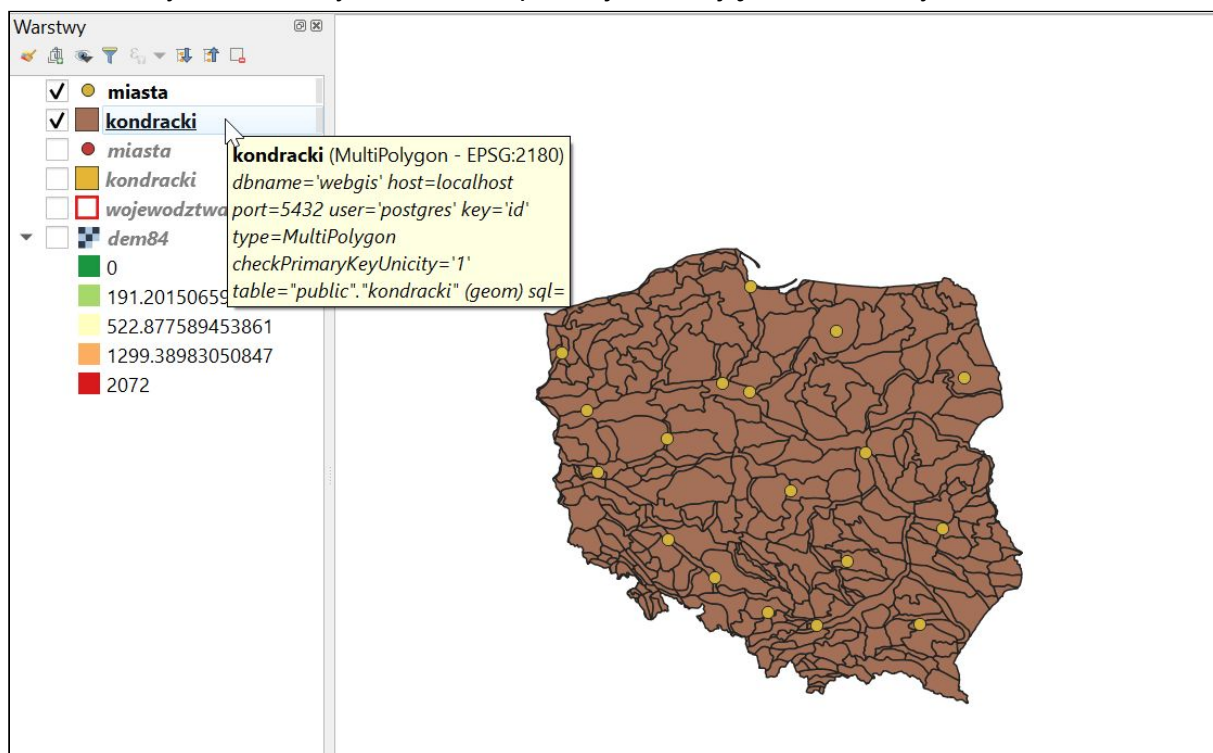 Warstwy
miasta
kondracki
miasta
kondracki
wojewodztwa
dem84
0
191.20150659
522.877589453861
1299.38983050847
2072
kondracki (MultiPolygon - EPSG:2180)
dbname='webgis' host=localhost
port=5432 user='postgres' key='id'
type=MultiPolygon
checkPrimaryKeyUnicity='1'
table="public"."kondracki" (geom) sql=